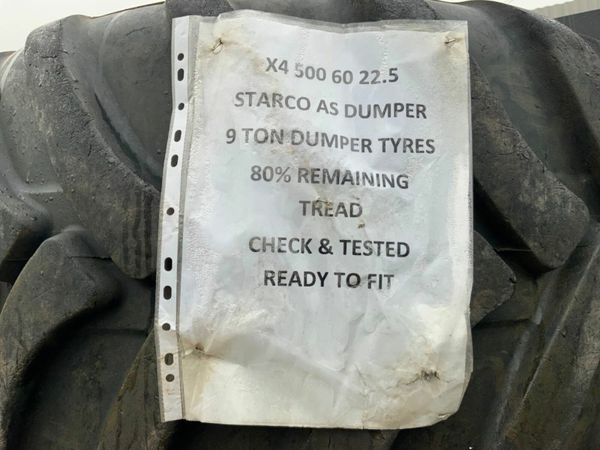 X4 500 60 22.5
STARCO AS DUMPER
9 TON DUMPER TYRES
80% REMAINING
TREAD
CHECK & TESTED
READY TO FIT